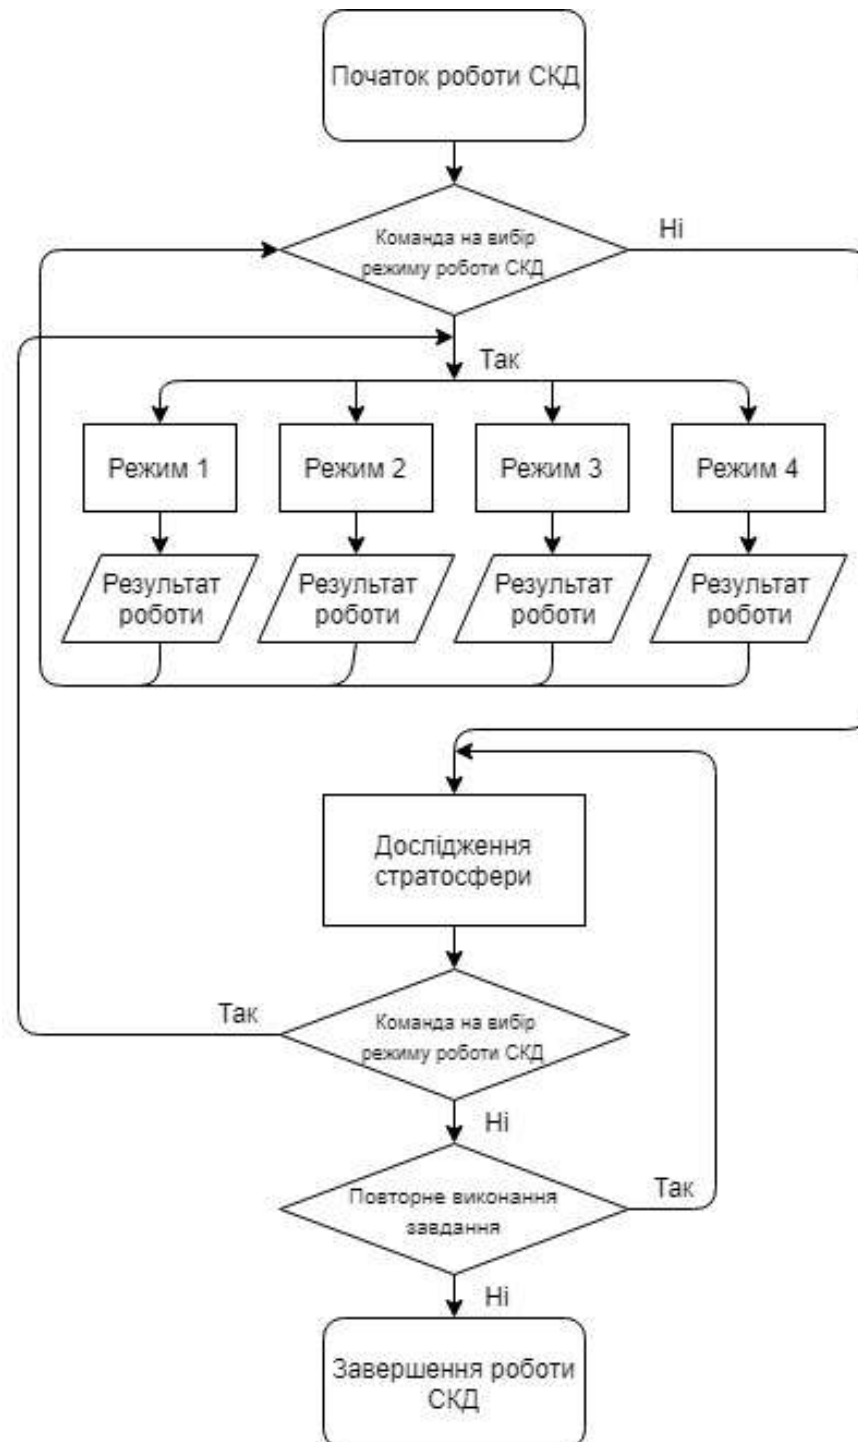 Початок роботи СКД
Ні
Команна на вибір
режиму роботи СКД
Так
Режим 1
Режим 2
Режим 3
Режим 4
Результат
роботи
Результат
роботи
Результат
роботи
Результат
роботи
Дослідження
стратосфери
Так
Команна на вибір
режиму роботи СКД
Ні
Повторне виконання
завдання
Так
Ні
Завершення роботи
СКД